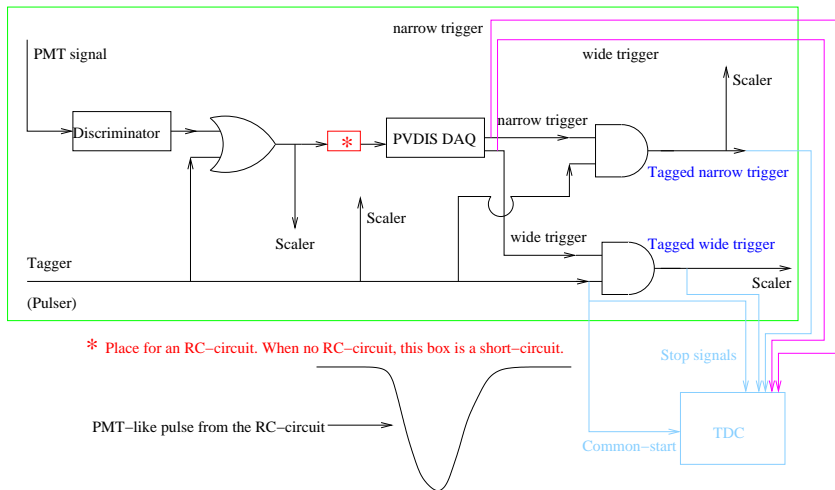 narrow trigger
PMT signal
wide trigger
Scaler
Discriminator
*
PVDIS DAQ
narrow trigger
Tagged narrow trigger
Scaler
Scaler
wide trigger
Tagged wide trigger
Tagger
(Pulser)
Scaler
* Place for an RC−circuit. When no RC−circuit, this box is a short−circuit.
Stop signals
PMT−like pulse from the RC−circuit
Common−start
TDC